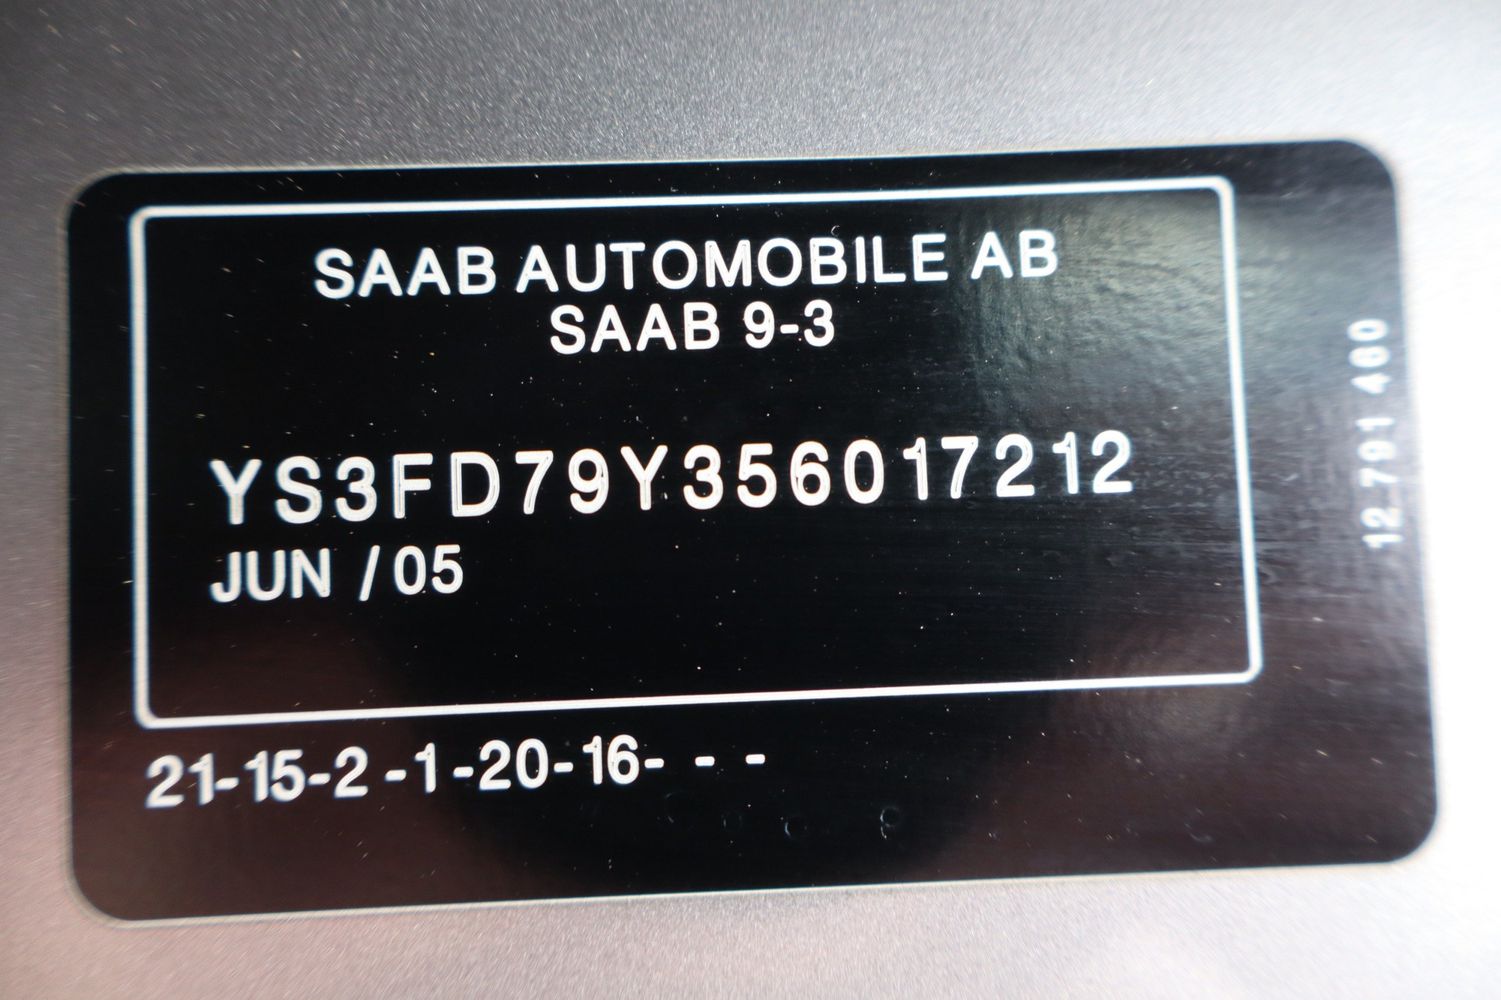 SAAB AUTOMOBILE AB
SAAB 9-3
YS3FD79Y356017212
JUN /05
21-15-2 -1 -20-16- - -
12 791 460